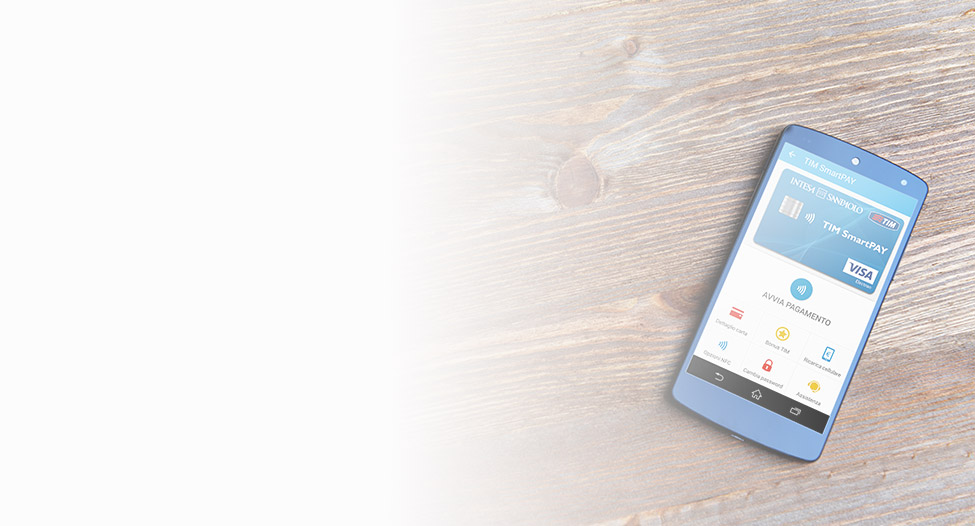 TIM SmartPAY
INTESA SANPAOLO
TIM
TIM SmartPAY
VISA
AVVIA PAGAMENTO
Dettaglio carta
Bonus TIM
Ricarica cellulare
Opzioni NFC
Cambia password
Assistenza